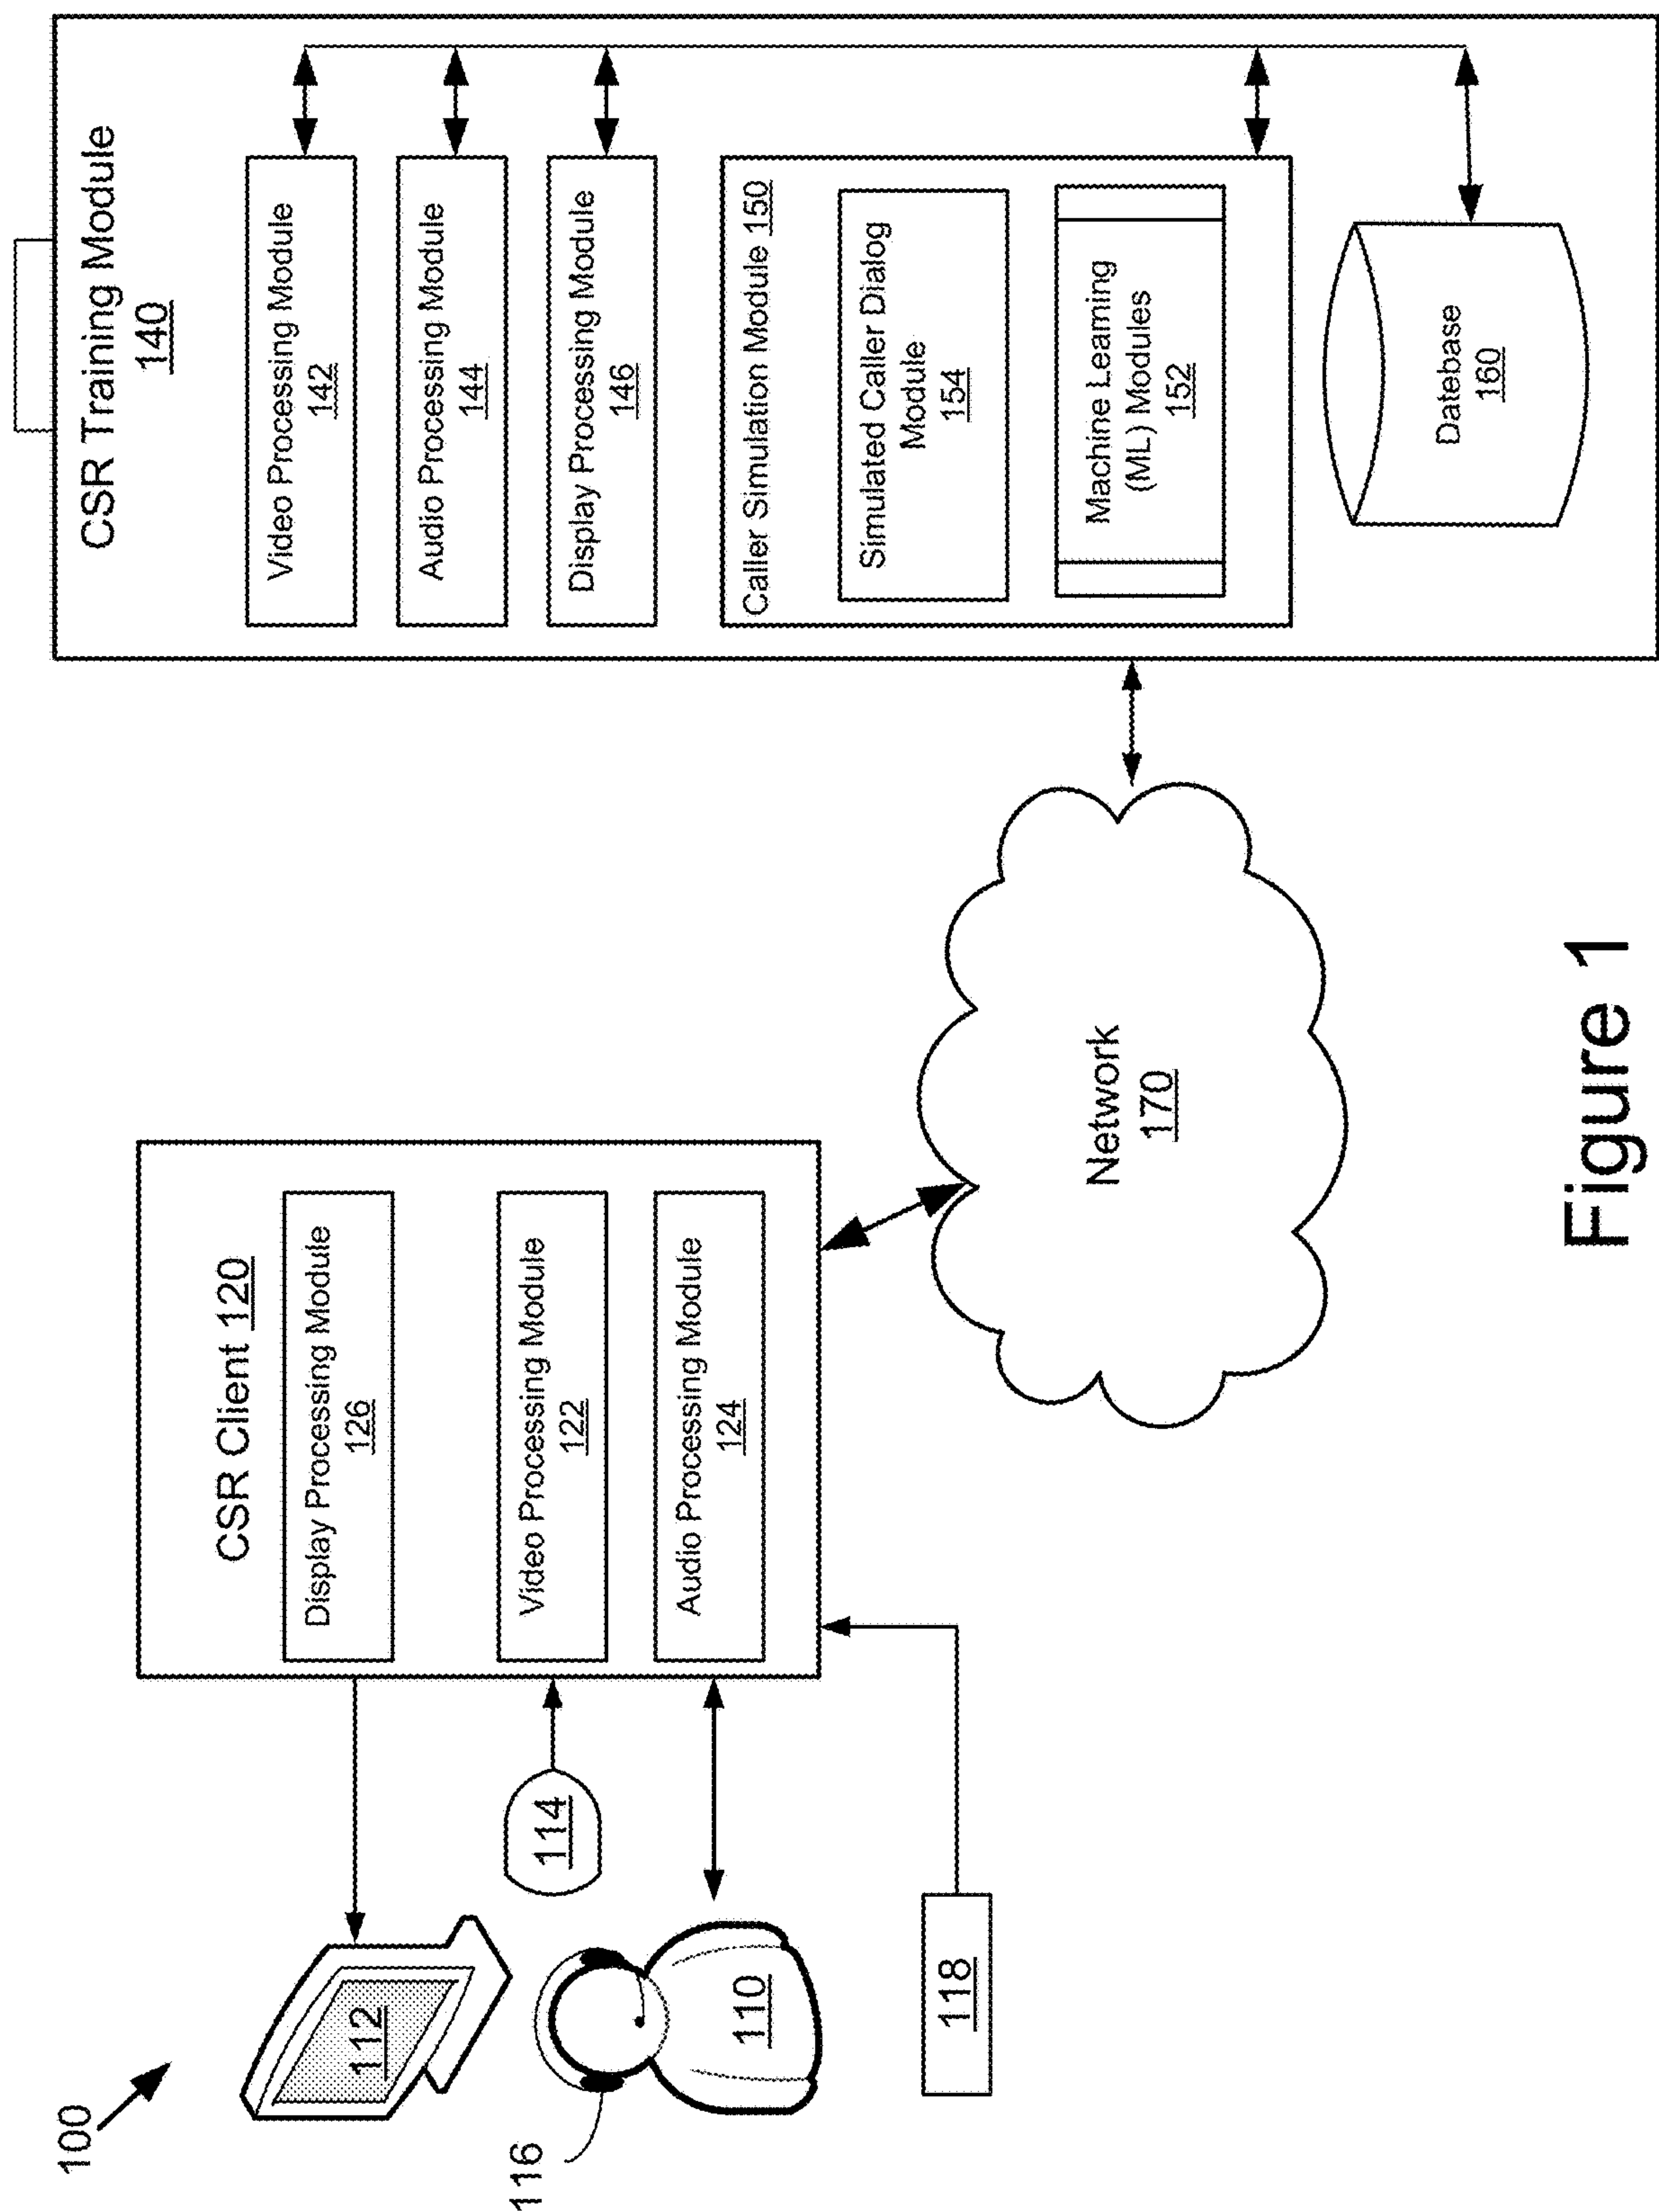 100
112
116
110
114
118
CSR Client 120
Display Processing Module
126
Video Processing Module
122
Audio Processing Module
124
Network
170
CSR Training Module
140
Video Processing Module
142
Audio Processing Module
144
Display Processing Module
146
Caller Simulation Module 150
Simulated Caller Dialog
Module
154
Machine Learning
(ML) Modules
152
Datebase
160
Figure 1